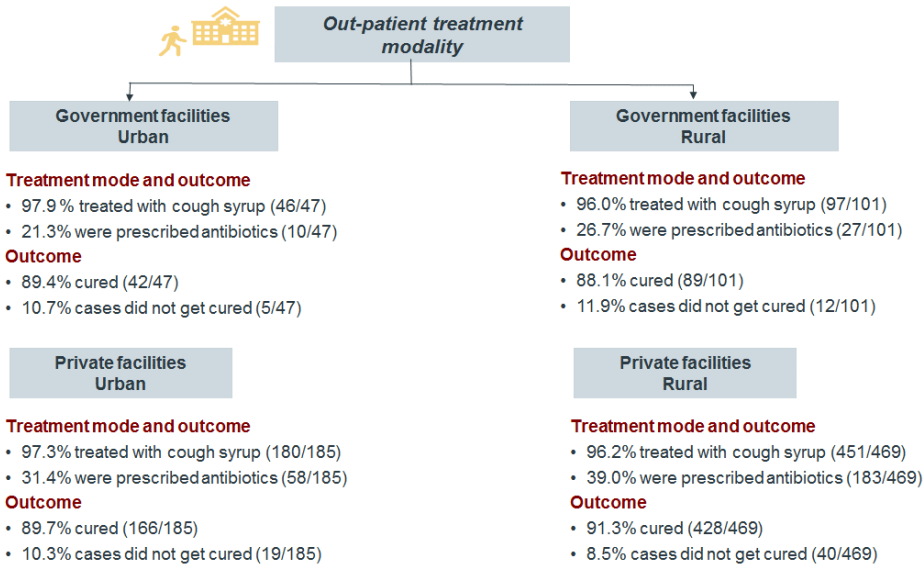 Out-patient treatment
modality
Government facilities
Urban
Treatment mode and outcome
• 97.9 % treated with cough syrup (46/47)
• 21.3% were prescribed antibiotics (10/47)
Outcome
• 89.4% cured (42/47)
• 10.7% cases did not get cured (5/47)
Government facilities
Rural
Treatment mode and outcome
• 96.0% treated with cough syrup (97/101)
• 26.7% were prescribed antibiotics (27/101)
Outcome
• 88.1% cured (89/101)
• 11.9% cases did not get cured (12/101)
Private facilities
Urban
Treatment mode and outcome
• 97.3% treated with cough syrup (180/185)
• 31.4% were prescribed antibiotics (58/185)
Outcome
• 89.7% cured (166/185)
• 10.3% cases did not get cured (19/185)
Private facilities
Rural
Treatment mode and outcome
• 96.2% treated with cough syrup (451/469)
• 39.0% were prescribed antibiotics (183/469)
Outcome
• 91.3% cured (428/469)
• 8.5% cases did not get cured (40/469)